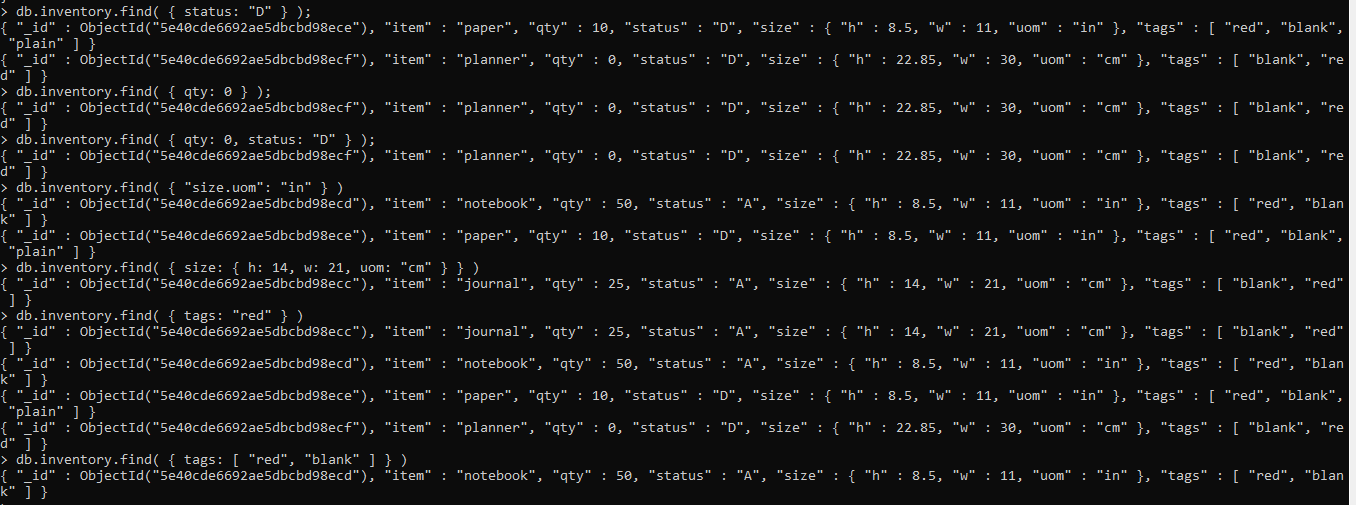 > db.inventory.find( { status: "D" } );
{ "_id" : ObjectId("5e40cde6692ae5dbcbd98ece"), "item" : "paper", "qty" : 10, "status" : "D", "size" : { "h" : 8.5, "w" : 11, "uom" : "in" }, "tags" : [ "red", "blank",
 "plain" ] }
{ "_id" : ObjectId("5e40cde6692ae5dbcbd98ecf"), "item" : "planner", "qty" : 0, "status" : "D", "size" : { "h" : 22.85, "w" : 30, "uom" : "cm" }, "tags" : [ "blank", "re
d" ] }
> db.inventory.find( { qty: 0 } );
{ "_id" : ObjectId("5e40cde6692ae5dbcbd98ecf"), "item" : "planner", "qty" : 0, "status" : "D", "size" : { "h" : 22.85, "w" : 30, "uom" : "cm" }, "tags" : [ "blank", "re
d" ] }
> db.inventory.find( { qty: 0, status: "D" } );
{ "_id" : ObjectId("5e40cde6692ae5dbcbd98ecf"), "item" : "planner", "qty" : 0, "status" : "D", "size" : { "h" : 22.85, "w" : 30, "uom" : "cm" }, "tags" : [ "blank", "re
d" ] }
> db.inventory.find( { "size.uom": "in" } )
{ "_id" : ObjectId("5e40cde6692ae5dbcbd98ecd"), "item" : "notebook", "qty" : 50, "status" : "A", "size" : { "h" : 8.5, "w" : 11, "uom" : "in" }, "tags" : [ "red", "blan
k" ] }
{ "_id" : ObjectId("5e40cde6692ae5dbcbd98ece"), "item" : "paper", "qty" : 10, "status" : "D", "size" : { "h" : 8.5, "w" : 11, "uom" : "in" }, "tags" : [ "red", "blank",
 "plain" ] }
> db.inventory.find( { size: { h: 14, w: 21, uom: "cm" } } )
{ "_id" : ObjectId("5e40cde6692ae5dbcbd98ecc"), "item" : "journal", "qty" : 25, "status" : "A", "size" : { "h" : 14, "w" : 21, "uom" : "cm" }, "tags" : [ "blank", "red"
 ] }
> db.inventory.find( { tags: "red" } )
{ "_id" : ObjectId("5e40cde6692ae5dbcbd98ecc"), "item" : "journal", "qty" : 25, "status" : "A", "size" : { "h" : 14, "w" : 21, "uom" : "cm" }, "tags" : [ "blank", "red"
 ] }
{ "_id" : ObjectId("5e40cde6692ae5dbcbd98ecd"), "item" : "notebook", "qty" : 50, "status" : "A", "size" : { "h" : 8.5, "w" : 11, "uom" : "in" }, "tags" : [ "red", "blan
k" ] }
{ "_id" : ObjectId("5e40cde6692ae5dbcbd98ece"), "item" : "paper", "qty" : 10, "status" : "D", "size" : { "h" : 8.5, "w" : 11, "uom" : "in" }, "tags" : [ "red", "blank",
 "plain" ] }
{ "_id" : ObjectId("5e40cde6692ae5dbcbd98ecf"), "item" : "planner", "qty" : 0, "status" : "D", "size" : { "h" : 22.85, "w" : 30, "uom" : "cm" }, "tags" : [ "blank", "re
d" ] }
> db.inventory.find( { tags: [ "red", "blank" ] } )
{ "_id" : ObjectId("5e40cde6692ae5dbcbd98ecd"), "item" : "notebook", "qty" : 50, "status" : "A", "size" : { "h" : 8.5, "w" : 11, "uom" : "in" }, "tags" : [ "red", "blan
k" ] }